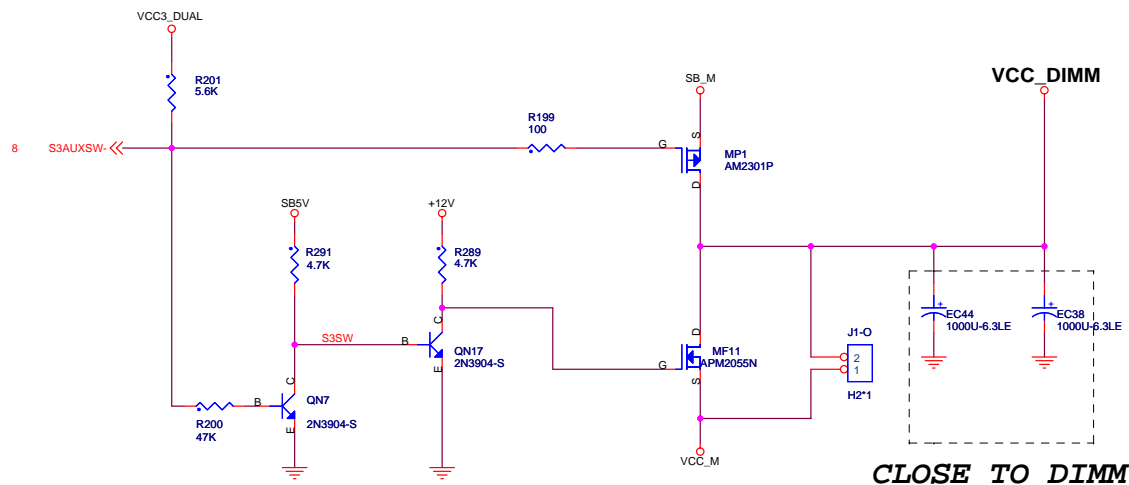 VCC3_DUAL
R201
5.6K
8 S3AUXSW-
R199
100
SB_M
S
G
MP1
AM2301P
D
VCC_DIMM
SB5V
+12V
R291
4.7K
R289
4.7K
S3SW
C
B
QN17
2N3904-S
E
C
B
QN7
2N3904-S
E
R200
47K
D
G
MF11
APM2055N
S
VCC_M
J1-O
2
1
H2*1
+
EC44
1000U-6.3LE
+
EC38
1000U-6.3LE
CLOSE TO DIMM